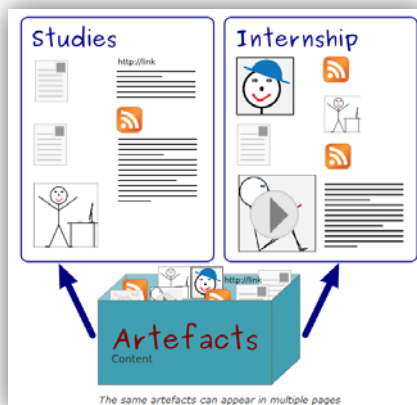 Studies
http://link
Internship
http://link
Artefacts
Content
The same artefacts can appear in multiple pages